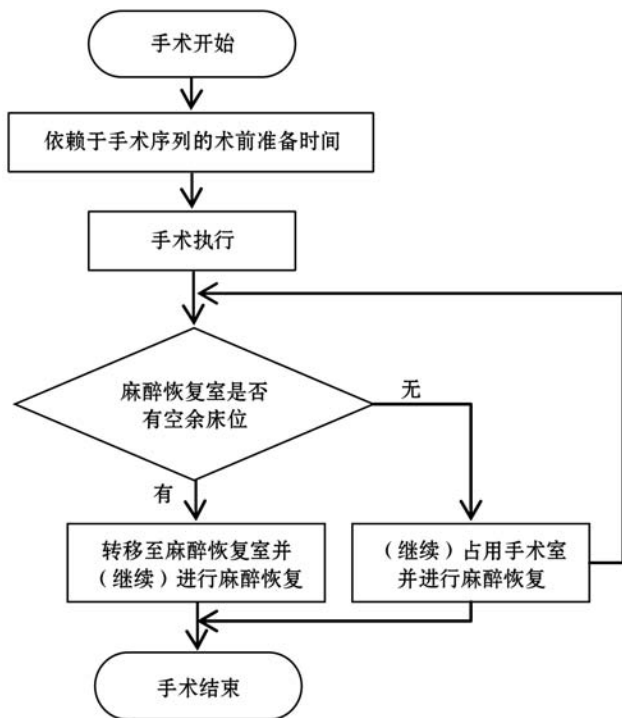 手术开始
依赖于手术序列的术前准备时间
手术执行
麻醉恢复室是否
有空余床位
无
有
转移至麻醉恢复室并
（继续）进行麻醉恢复
（继续）占用手术室
并进行麻醉恢复
手术结束